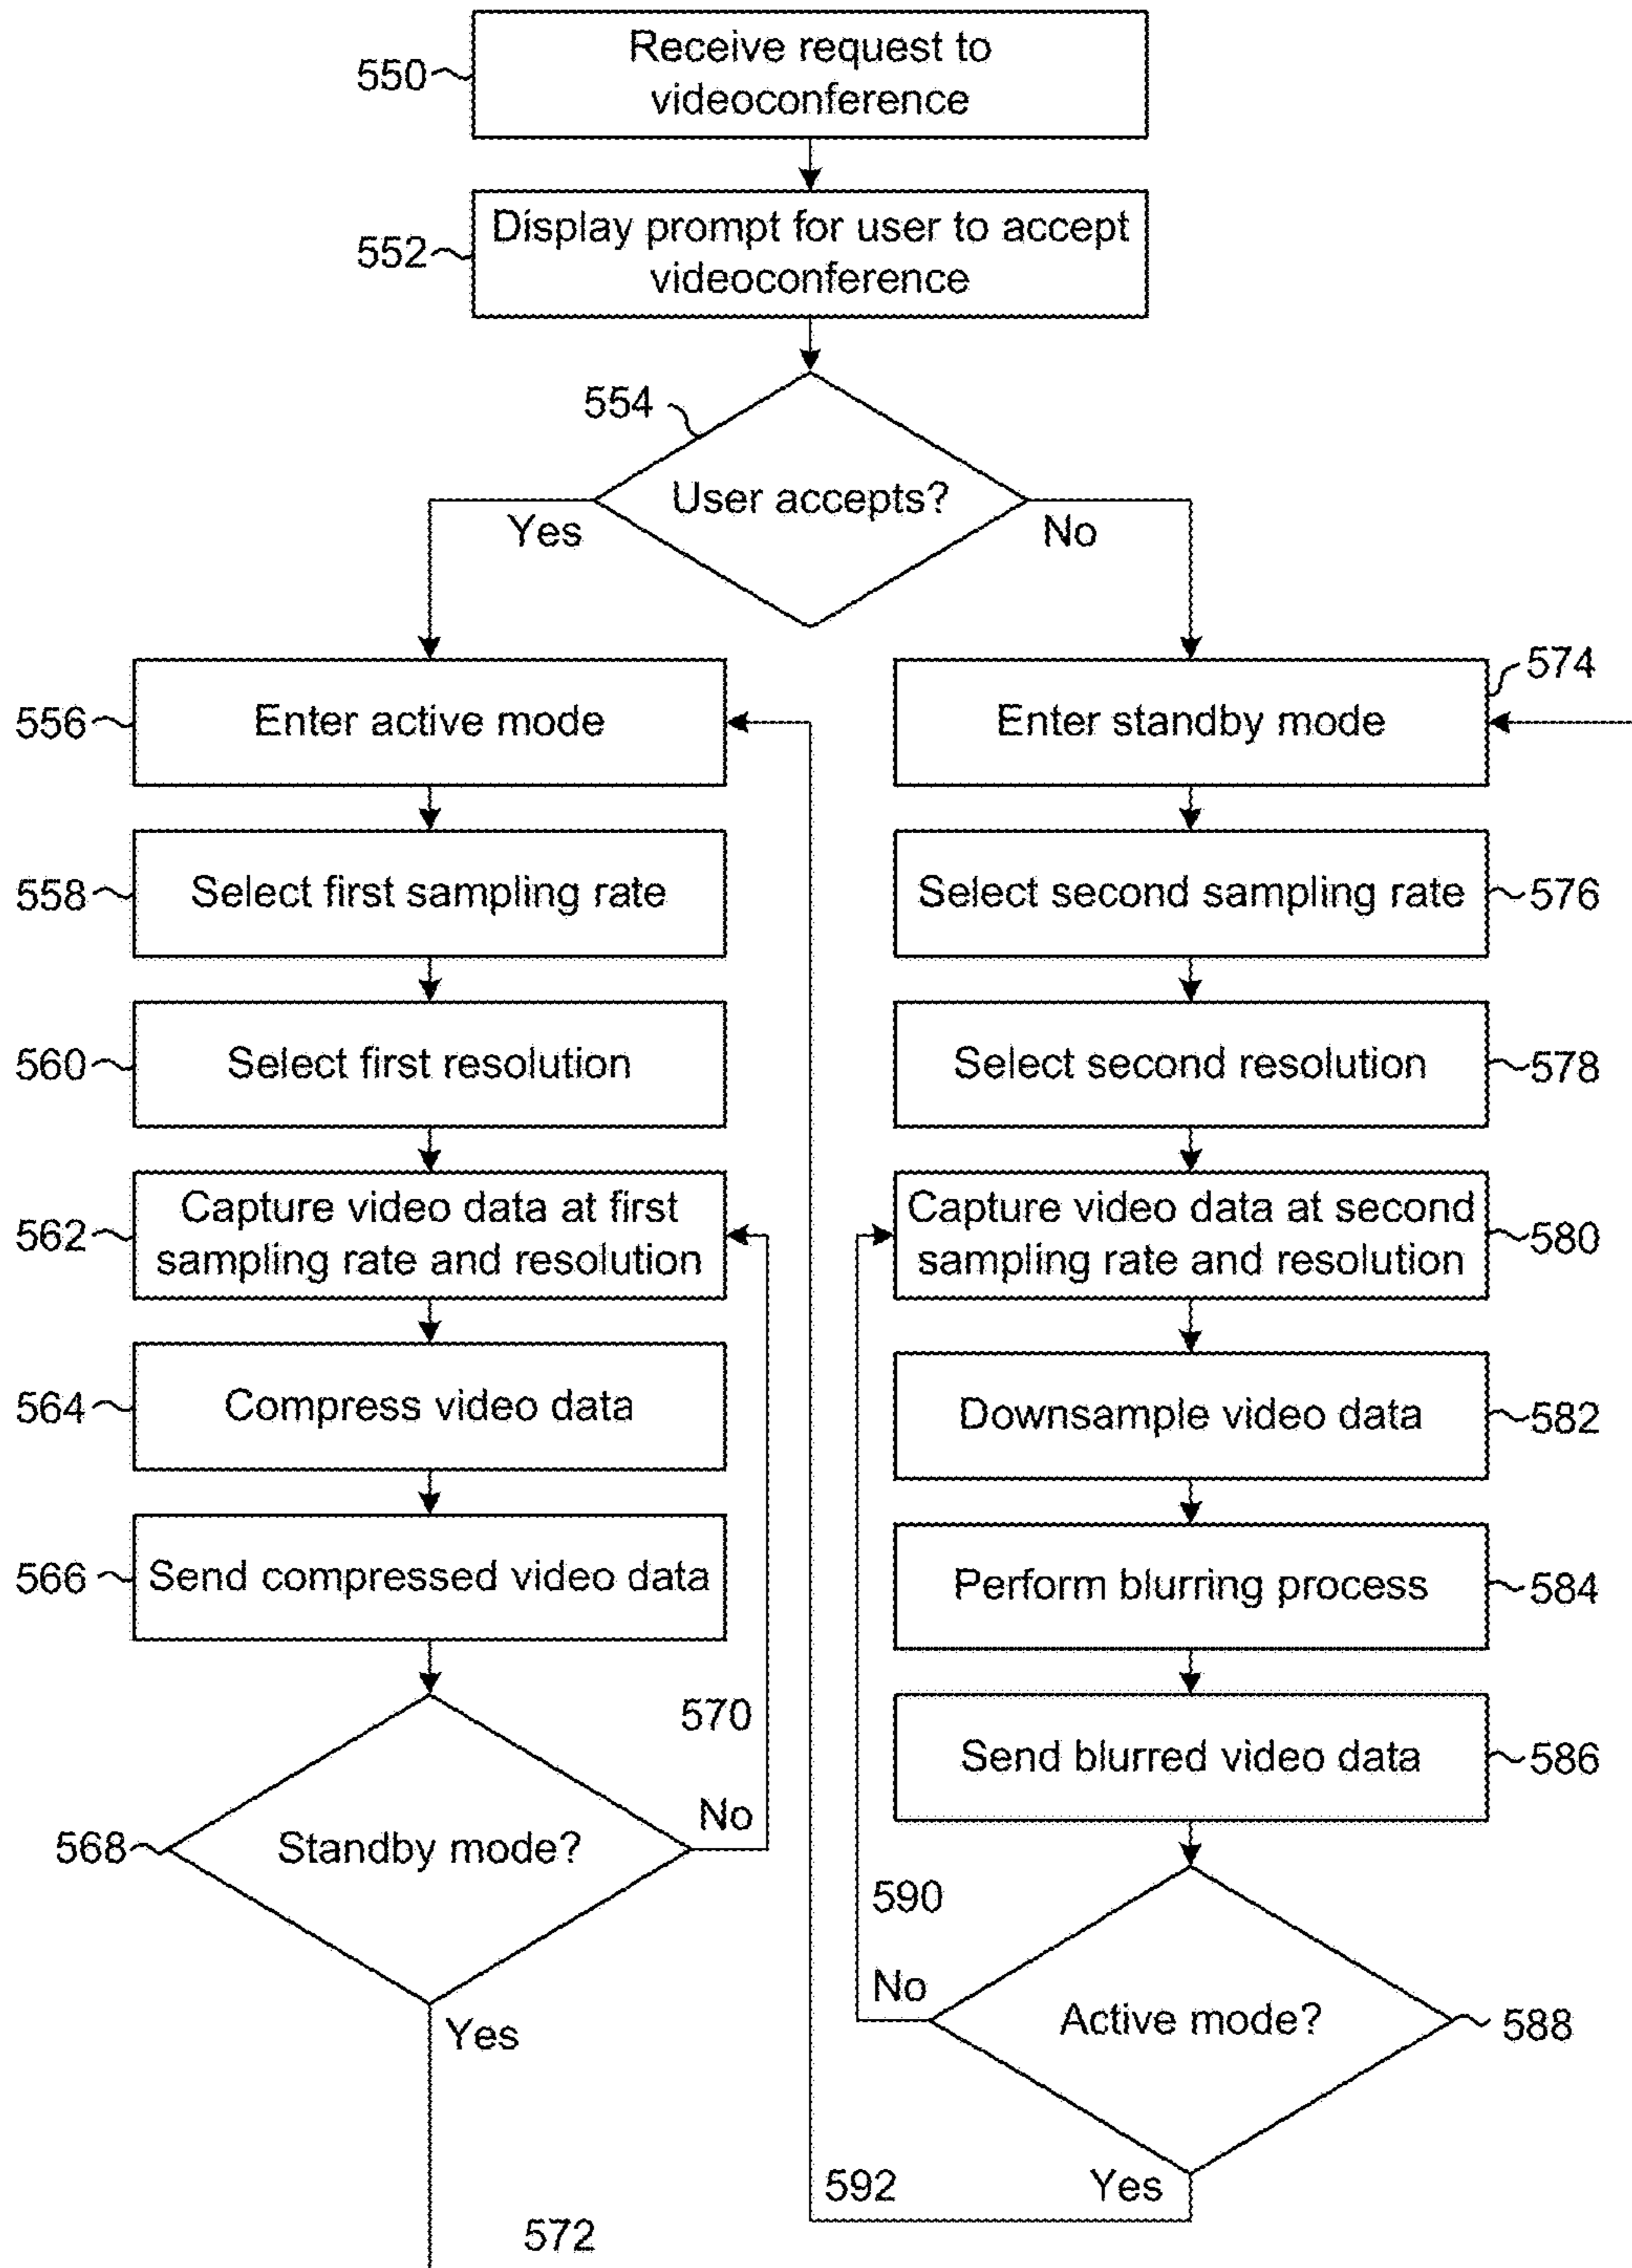 550
Receive request to
videoconference
552
Display prompt for user to accept
videoconference
554
User accepts?
Yes
No
556
Enter active mode
558
Select first sampling rate
560
Select first resolution
562
Capture video data at first
sampling rate and resolution
564
Compress video data
566
Send compressed video data
568
Standby mode?
570
No
Yes
572
574
Enter standby mode
Select second sampling rate
576
Select second resolution
578
Capture video data at second
sampling rate and resolution
580
Downsample video data
582
Perform blurring process
584
Send blurred video data
586
590
No
Active mode?
588
592
Yes